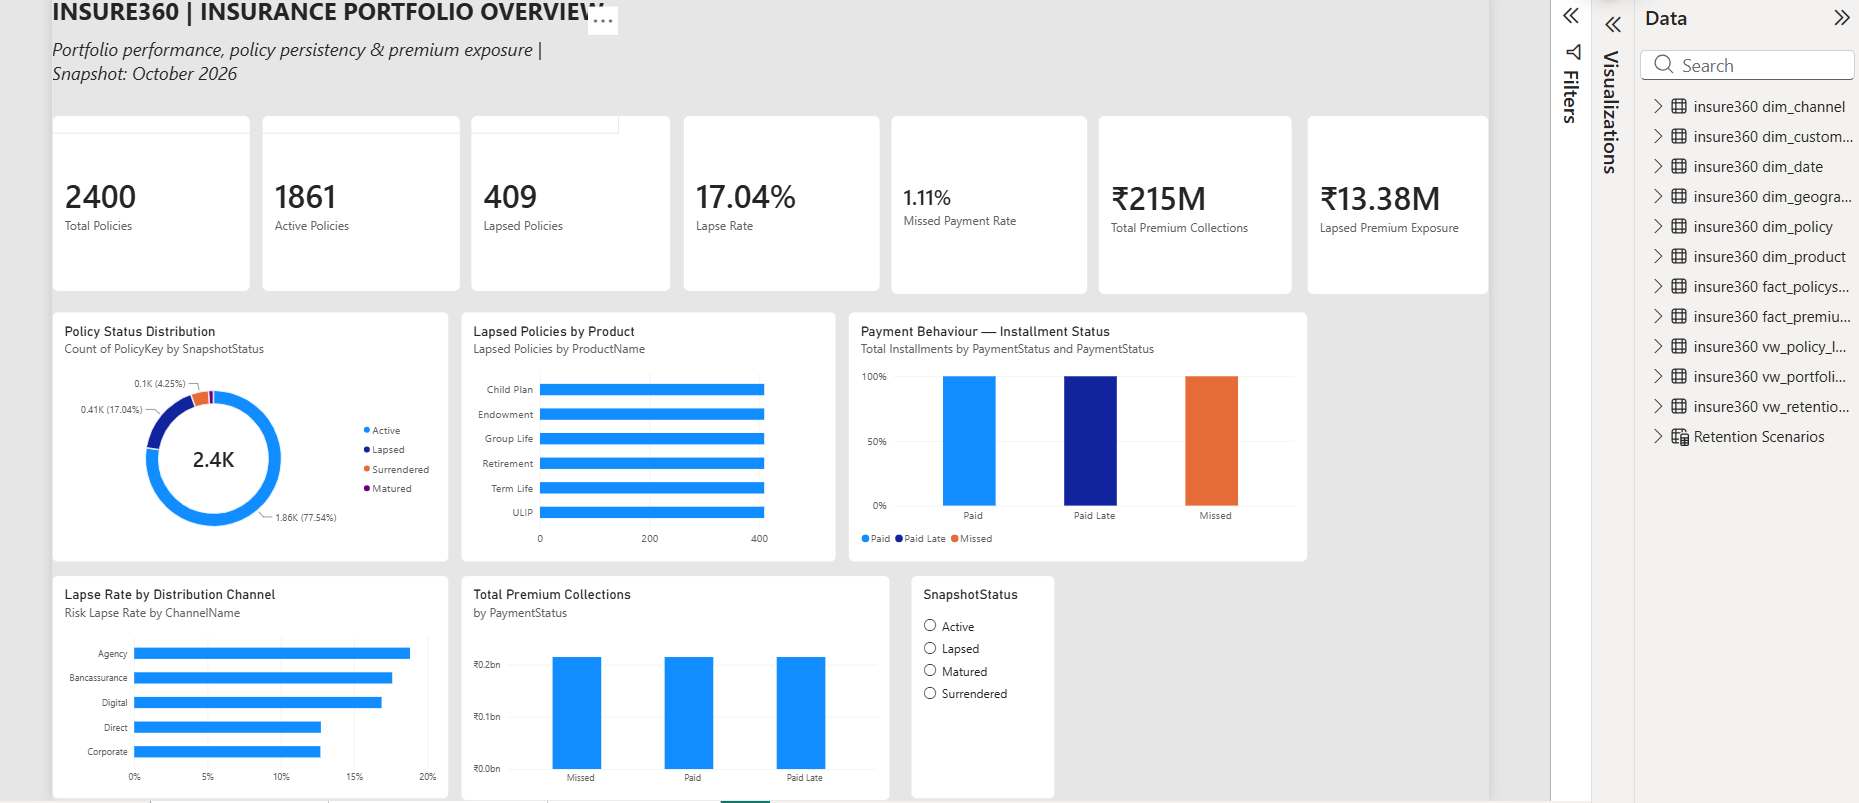 INSURE360 | INSURANCE PORTFOLIO OVERVIEW
...
Portfolio performance, policy persistency & premium exposure |
Snapshot: October 2026
2400
Total Policies
1861
Active Policies
409
Lapsed Policies
17.04%
Lapse Rate
1.11%
Missed Payment Rate
₹215M
Total Premium Collections
₹13.38M
Lapsed Premium Exposure
Policy Status Distribution
Count of PolicyKey by SnapshotStatus
0.1K (4.25%)
0.41K (17.04%)
2.4K
1.86K (77.54%)
Active
Lapsed
Surrendered
Matured
Lapsed Policies by Product
Lapsed Policies by ProductName
Child Plan
Endowment
Group Life
Retirement
Term Life
ULIP
0 200 400
Payment Behaviour — Installment Status
Total Installments by PaymentStatus and PaymentStatus
100%
50%
0%
Paid Paid Late Missed
Paid Paid Late Missed
Lapse Rate by Distribution Channel
Risk Lapse Rate by ChannelName
Agency
Bancassurance
Digital
Direct
Corporate
0% 5% 10% 15% 20%
Total Premium Collections
by PaymentStatus
₹0.2bn
₹0.1bn
₹0.0bn
Missed Paid Paid Late
SnapshotStatus
Active
Lapsed
Matured
Surrendered
Filters
Visualizations
Data
Search
insure360 dim_channel
insure360 dim_custom...
insure360 dim_date
insure360 dim_geogra...
insure360 dim_policy
insure360 dim_product
insure360 fact_policys...
insure360 fact_premiu...
insure360 vw_policy_l...
insure360 vw_portfoli...
insure360 vw_retentio...
Retention Scenarios